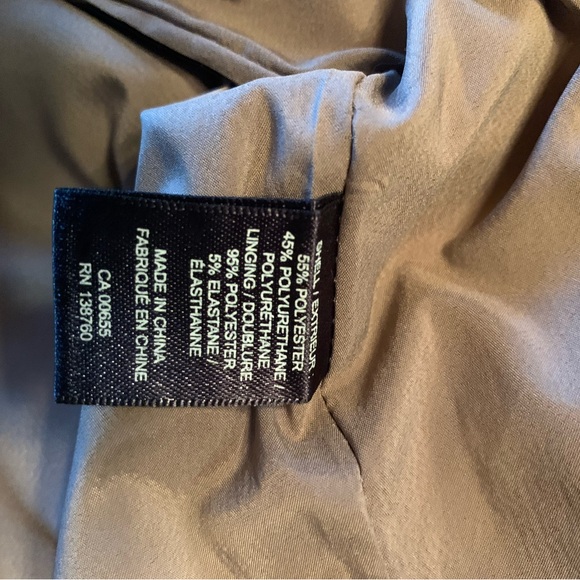 SHELL / EXTRIEUR:
55% POLYESTER
45% POLYURETHANE /
POLYURÉTHANE
LINGING / DOUBLURE
95% POLYESTER
5% ELASTANE /
ÉLASTHANNE
MADE IN CHINA
FABRIQUÉ EN CHINE
CA 00655
RN 138760